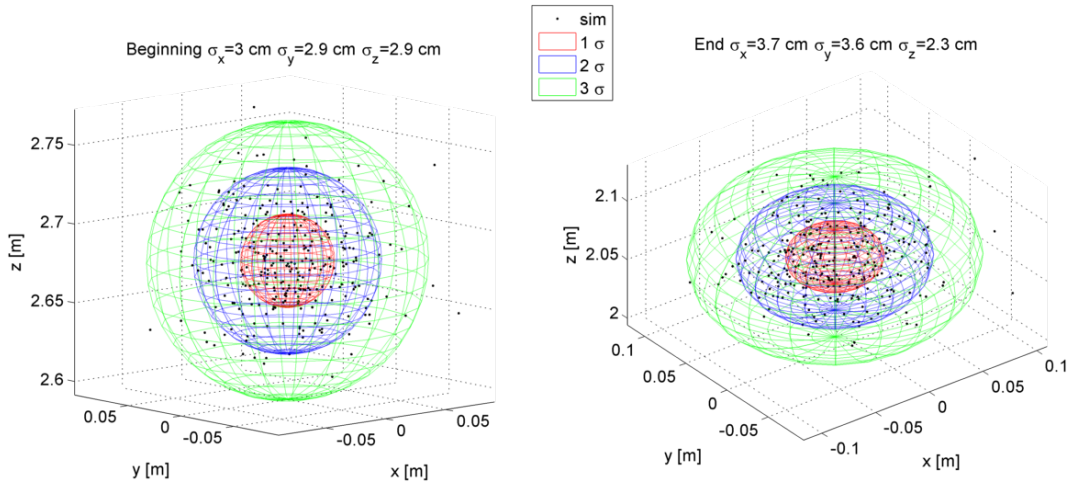 sim
1 σ
2 σ
3 σ
Beginning σx=3 cm σy=2.9 cm σz=2.9 cm
2.75
2.7
2.65
2.6
z [m]
0.05
0
-0.05
y [m]
-0.05
0
0.05
x [m]
End σx=3.7 cm σy=3.6 cm σz=2.3 cm
2.1
2.05
2
z [m]
0.1
0.05
0
-0.05
y [m]
-0.1
-0.05
0
0.05
0.1
x [m]